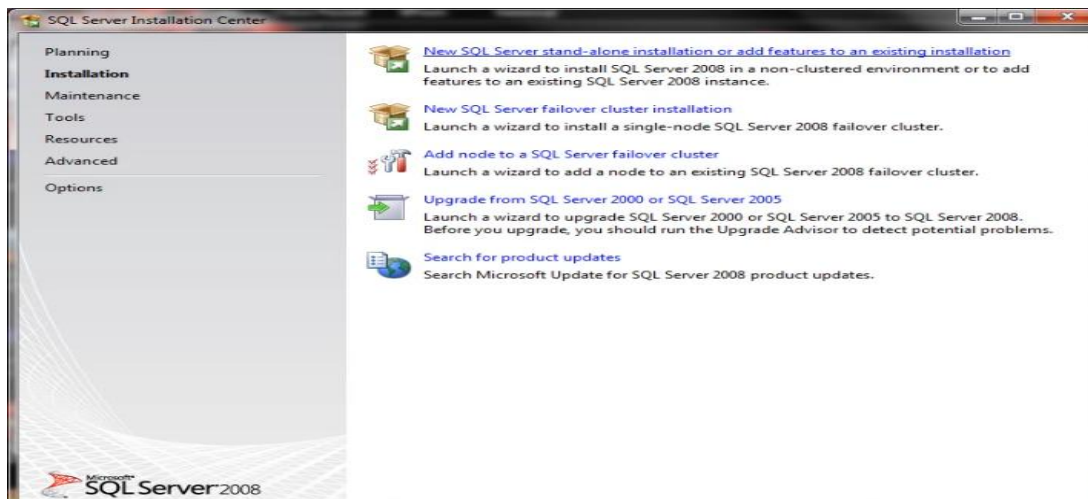 SQL Server Installation Center
Planning
Installation
Maintenance
Tools
Resources
Advanced
Options
New SQL Server stand-alone installation or add features to an existing installation
Launch a wizard to install SQL Server 2008 in a non-clustered environment or to add
features to an existing SQL Server 2008 instance.
New SQL Server failover cluster installation
Launch a wizard to install a single-node SQL Server 2008 failover cluster.
Add node to a SQL Server failover cluster
Launch a wizard to add a node to an existing SQL Server 2008 failover cluster.
Upgrade from SQL Server 2000 or SQL Server 2005
Launch a wizard to upgrade SQL Server 2000 or SQL Server 2005 to SQL Server 2008.
Before you upgrade, you should run the Upgrade Advisor to detect potential problems.
Search for product updates
Search Microsoft Update for SQL Server 2008 product updates.
Microsoft
SQL Server 2008